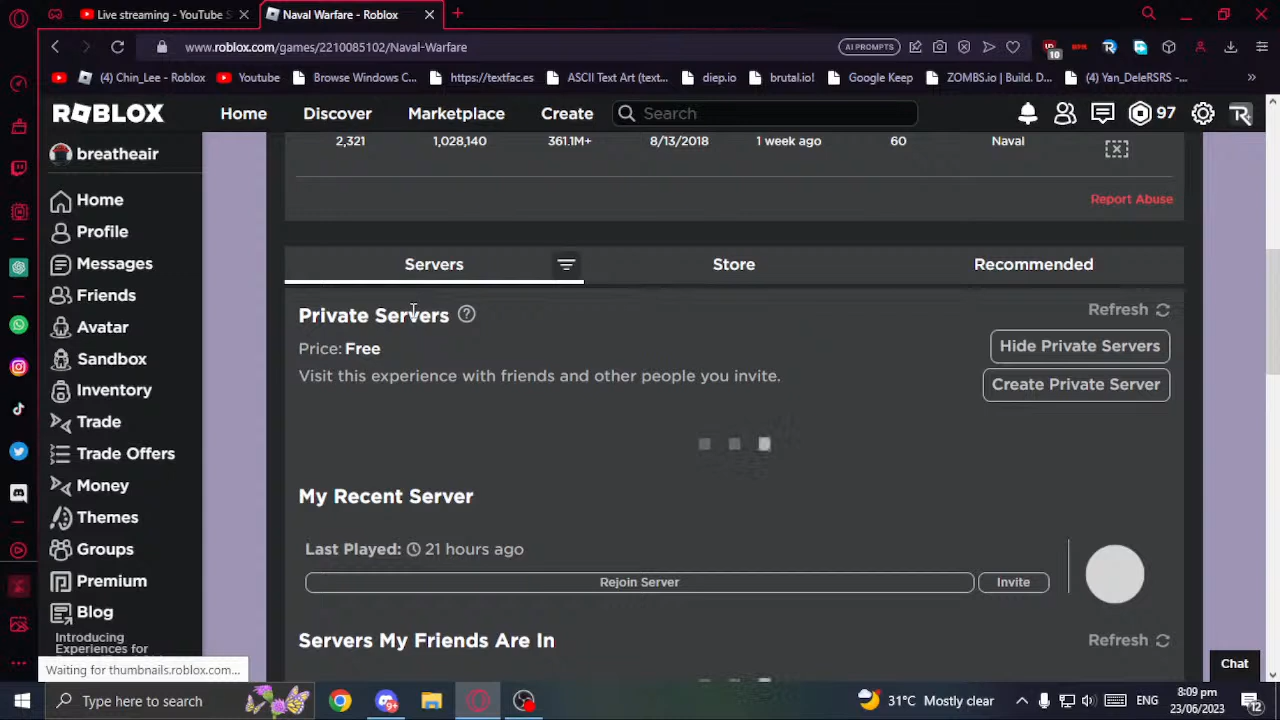 Live streaming - YouTube S
Naval Warfare - Roblox
www.roblox.com/games/2210085102/Naval-Warfare
AI PROMPTS
10
(4) Chin_Lee - Roblox
Youtube
Browse Windows C...
https://textfac.es
ASCII Text Art (text...
diep.io
brutal.io!
Google Keep
ZOMBS.io | Build. D...
(4) Yan_DeleRSRS - ...
ROBLOX
Home
Discover
Marketplace
Create
Search
97
breatheair
Home
Profile
Messages
Friends
Avatar
Sandbox
Inventory
Trade
Trade Offers
Money
Themes
Groups
Premium
Blog
Introducing
Experiences for
2,321
1,028,140
361.1M+
8/13/2018
1 week ago
60
Naval
Report Abuse
Servers
Store
Recommended
Private Servers
Refresh
Price: Free
Hide Private Servers
Visit this experience with friends and other people you invite.
Create Private Server
My Recent Server
Last Played: 21 hours ago
Rejoin Server
Invite
Servers My Friends Are In
Refresh
Waiting for thumbnails.roblox.com...
Chat
Type here to search
31°C Mostly clear
ENG
8:09 pm
23/06/2023
12